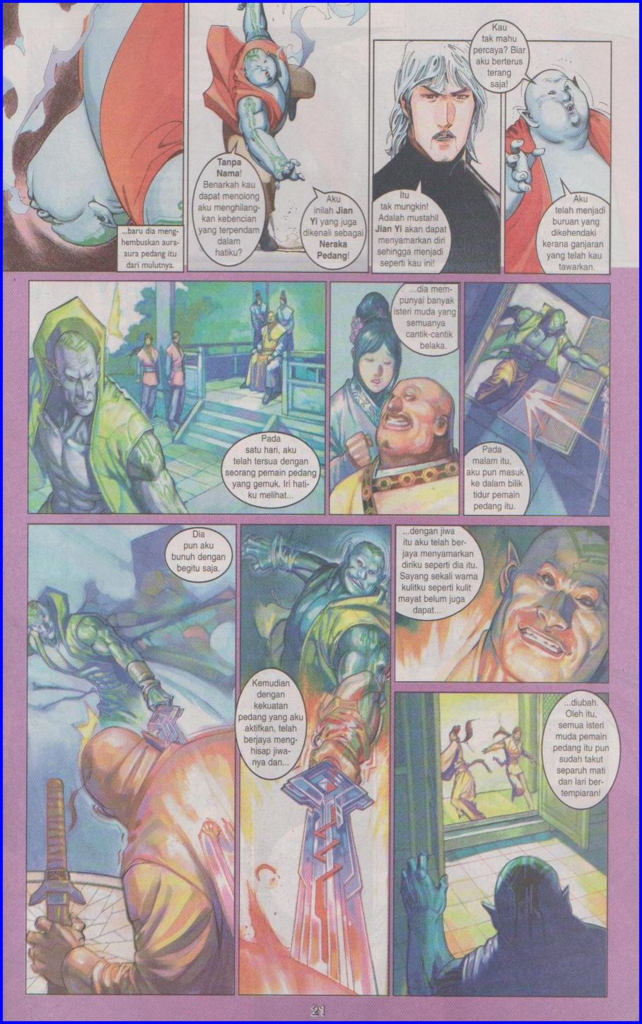 ...baru dia meng-
hembuskan aura-
aura pedang itu
dari mulutnya.
Tanpa
Nama!
Benarkah kau
dapat menolong
aku menghilang-
kan kebencian
yang terpendam
dalam
hatiku?
Aku
inilah Jian
Yi yang juga
dikenali sebagai
Neraka
Pedang!
Kau
tak mahu
percaya? Biar
aku berterus
terang
saja!
Itu
tak mungkin!
Adalah mustahil
Jian Yi akan dapat
menyamarkan diri
sehingga menjadi
seperti kau ini!
Aku
telah menjadi
buruan yang
dikehendaki
kerana ganjaran
yang telah kau
tawarkan.
Pada
satu hari, aku
telah tersua dengan
seorang pemain pedang
yang gemuk. Iri hati-
ku melihat...
...dia mem-
punyai banyak
isteri muda yang
semuanya
cantik-cantik
belaka.
Pada
malam itu,
aku pun masuk
ke dalam bilik
tidur pemain
pedang itu.
Dia
pun aku
bunuh dengan
begitu saja.
Kemudian
dengan
kekuatan
pedang yang aku
aktifkan, telah
berjaya meng-
hisap jiwa-
nya dan...
...dengan jiwa
itu aku telah ber-
jaya menyamarkan
diriku seperti dia itu.
Sayang sekali warna
kulitku seperti kulit
mayat belum juga
dapat...
...diubah.
Oleh itu,
semua isteri
muda pemain
pedang itu pun
sudah takut
separuh mati
dan lari ber-
tempiaran!
21